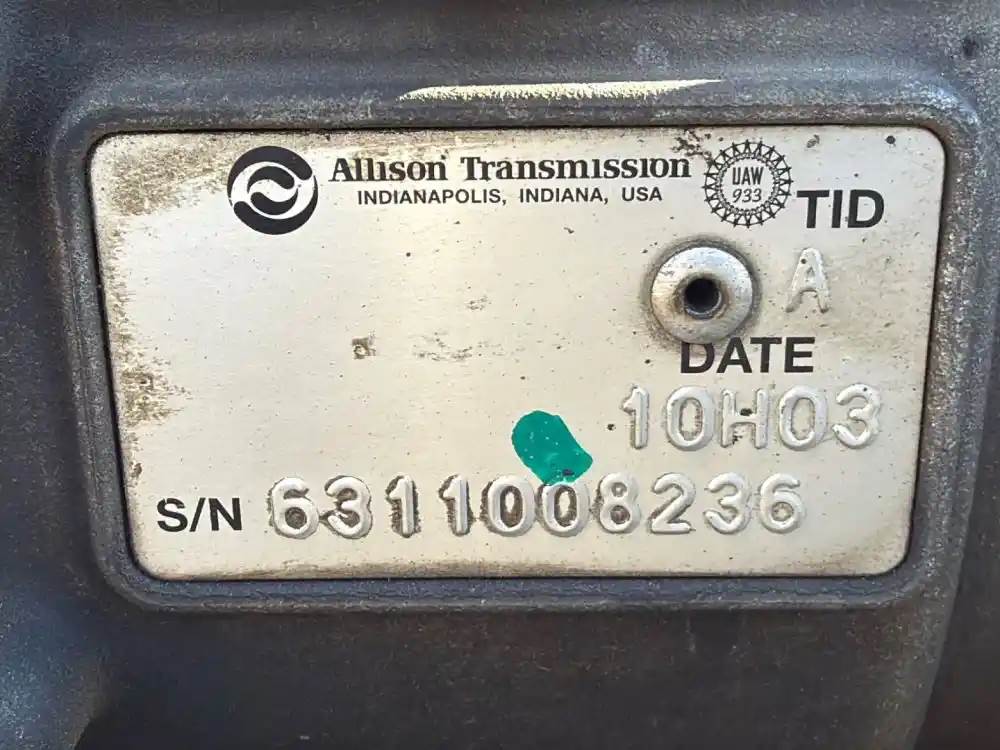 Allison Transmission
INDIANAPOLIS, INDIANA, USA
UAW
933
TID
A
DATE
10H03
S/N 6311008236